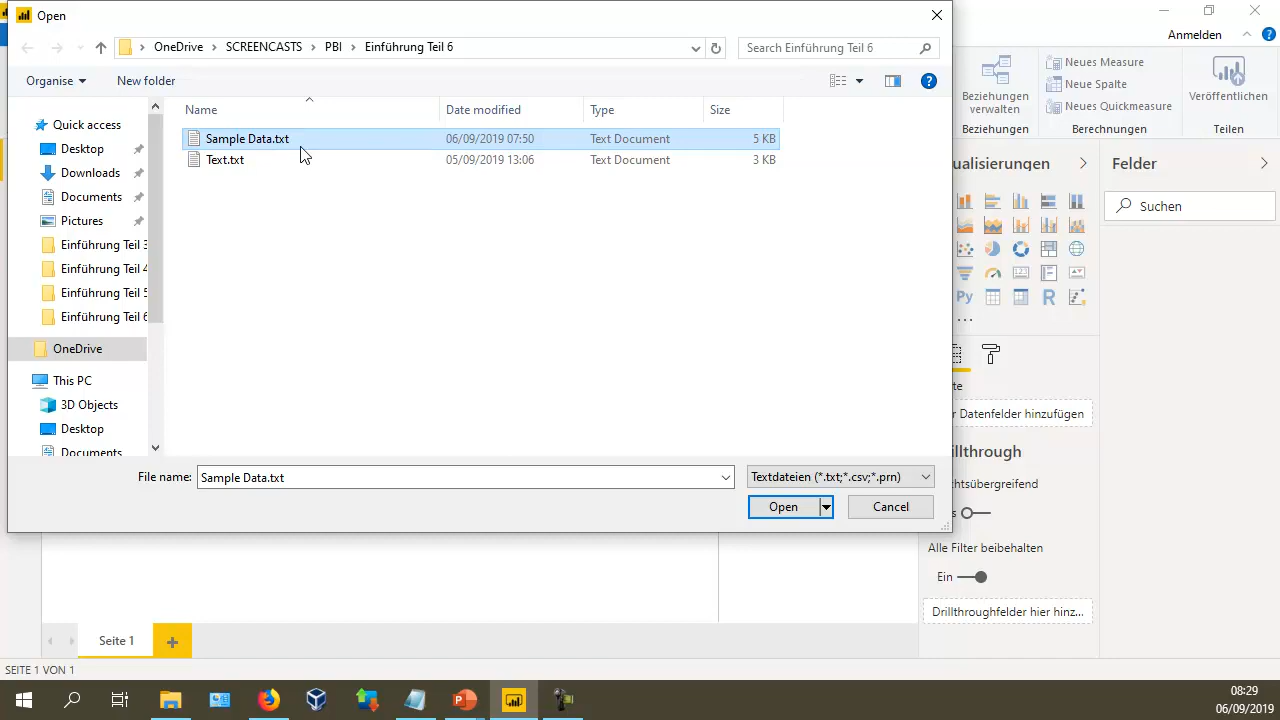 Open
Anmelden
OneDrive
SCREENCASTS
PBI
Einführung Teil 6
Search Einführung Teil 6
Organise
New folder
Neues Measure
Neue Spalte
Neues Quickmeasure
Beziehungen
verwalten
Veröffentlichen
Beziehungen
Berechnungen
Teilen
Name
Date modified
Type
Size
Quick access
Desktop
Downloads
Documents
Pictures
Einführung Teil 3
Einführung Teil 4
Einführung Teil 5
Einführung Teil 6
OneDrive
This PC
3D Objects
Desktop
Documents
Sample Data.txt 06/09/2019 07:50 Text Document 5 KB
Text.txt 05/09/2019 13:06 Text Document 3 KB
File name: Sample Data.txt
Textdateien (*.txt;*.csv;*.prn)
Open
Cancel
ualisierungen
Felder
Suchen
Py
R
te
r Datenfelder hinzufügen
illthrough
chtsübergreifend
s
Alle Filter beibehalten
Ein
Drillthroughfelder hier hinz...
Seite 1
SEITE 1 VON 1
08:29
06/09/2019